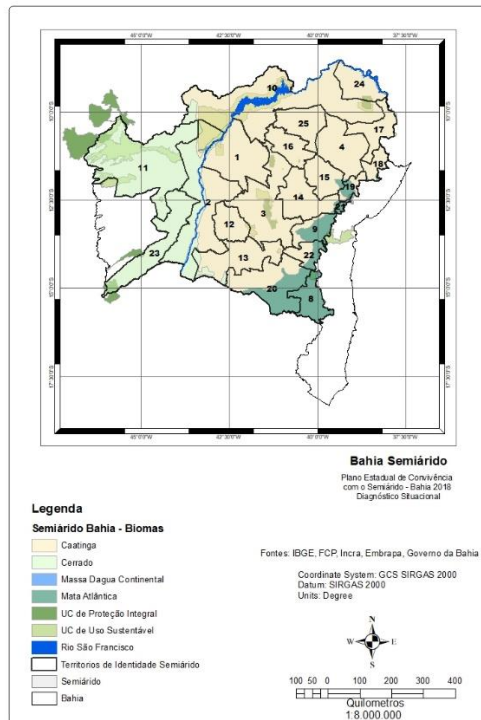 45°0'0"W 42°30'0"W 40°0'0"W 37°30'0"W
10
24
25
17
1
16
4
18
11
15
19
2
14
3
12
9
23
13
22
20
8
45°0'0"W 42°30'0"W 40°0'0"W 37°30'0"W
Bahia Semiárido
Plano Estadual de Convivência
com o Semiárido - Bahia 2018
Diagnóstico Situacional
Legenda
Semiárido Bahia - Biomas
Caatinga
Cerrado
Massa Dagua Continental
Mata Atlântica
UC de Proteção Integral
UC de Uso Sustentável
Rio São Francisco
Territorios de Identidade Semiárido
Semiárido
Bahia
Fontes: IBGE, FCP, Incra, Embrapa, Governo da Bahia
Coordinate System: GCS SIRGAS 2000
Datum: SIRGAS 2000
Units: Degree
N
W E
S
100 50 0 100 200 300 400
Quilometros
1:8.000.000